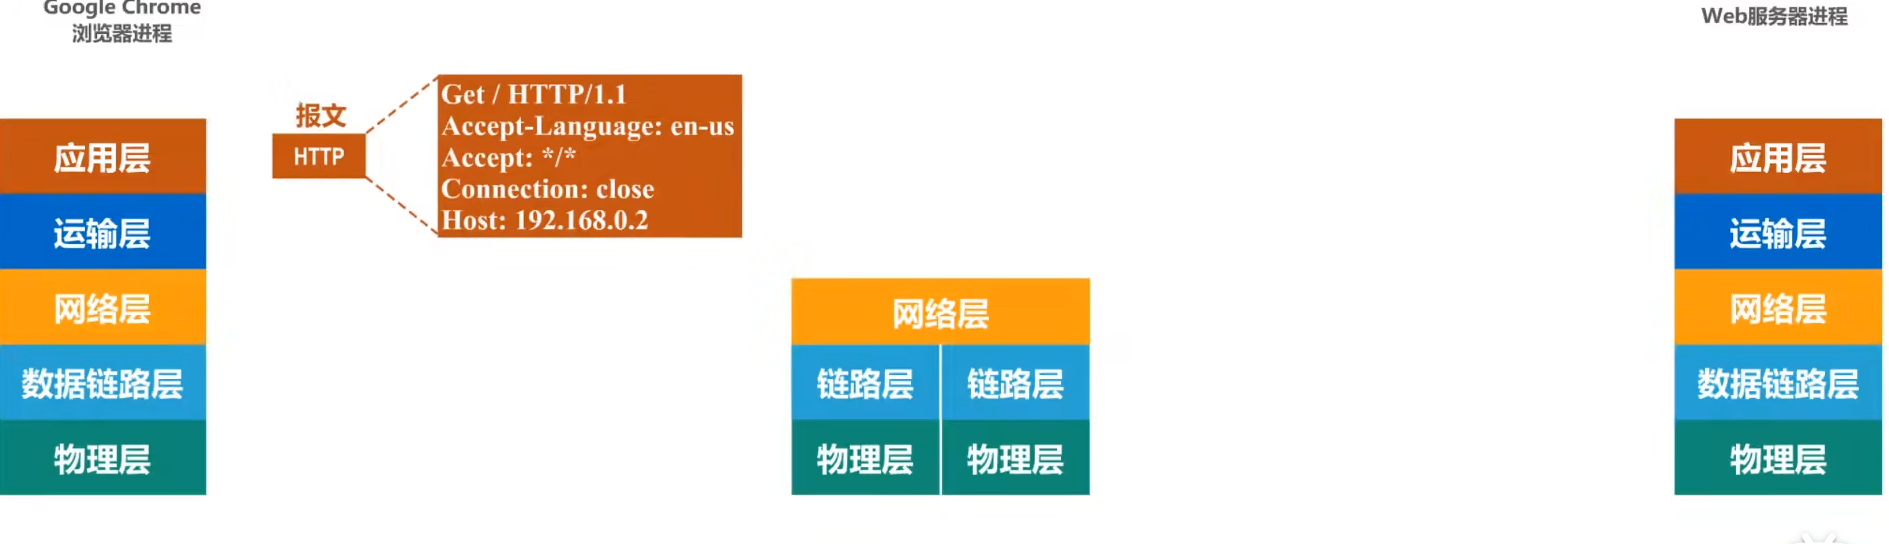 Google Chrome
浏览器进程
Web服务器进程
报文
HTTP
Get / HTTP/1.1
Accept-Language: en-us
Accept: */*
Connection: close
Host: 192.168.0.2
应用层
运输层
网络层
数据链路层
物理层
网络层
链路层 链路层
物理层 物理层
应用层
运输层
网络层
数据链路层
物理层